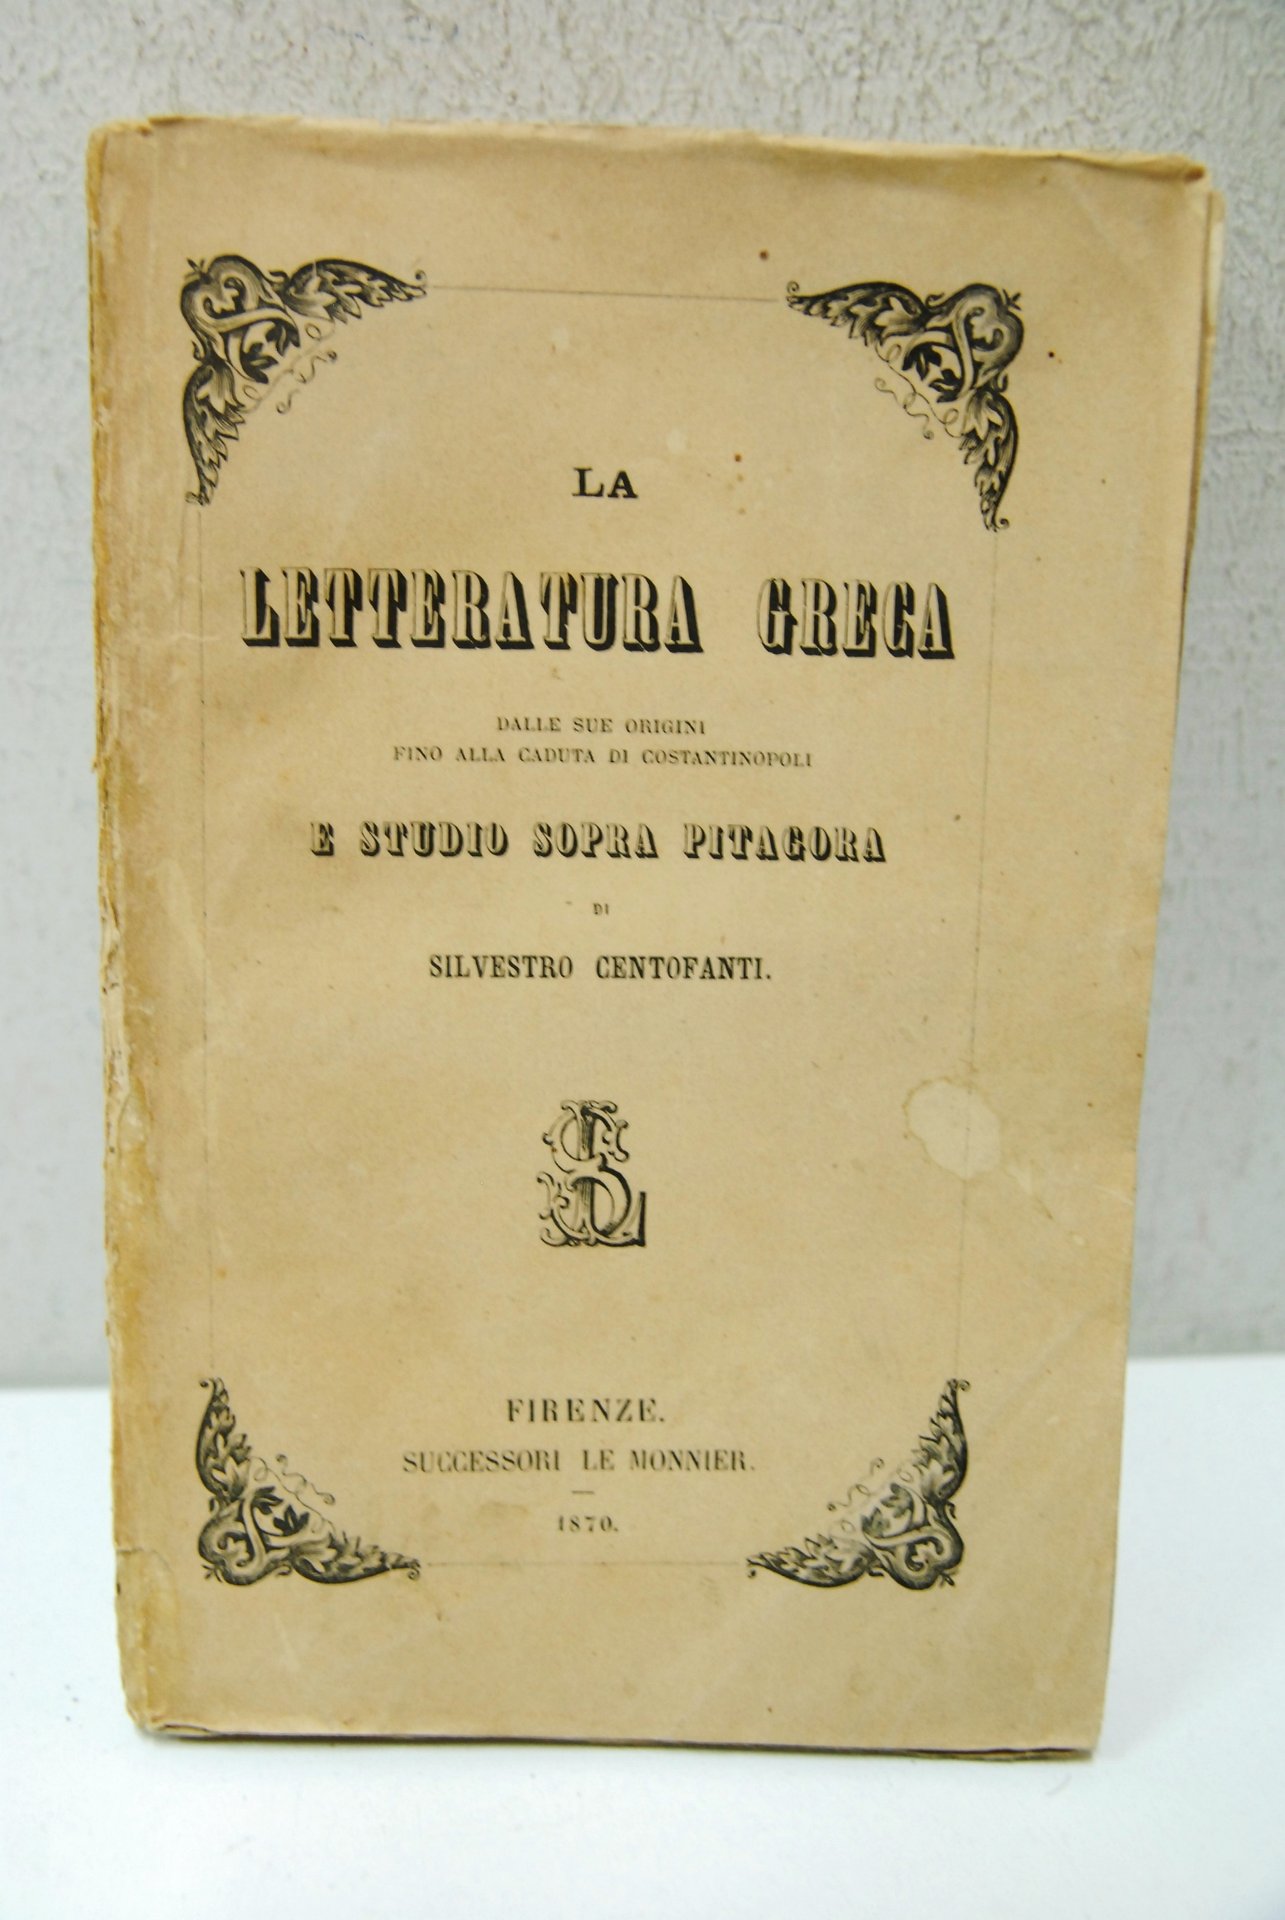 LA
LETTERATURA GRECA
DALLE SUE ORIGINI
FINO ALLA CADUTA DI COSTANTINOPOLI
E STUDIO SOPRA PITAGORA
DI
SILVESTRO CENTOFANTI.
FIRENZE.
SUCCESSORI LE MONNIER.
1870.